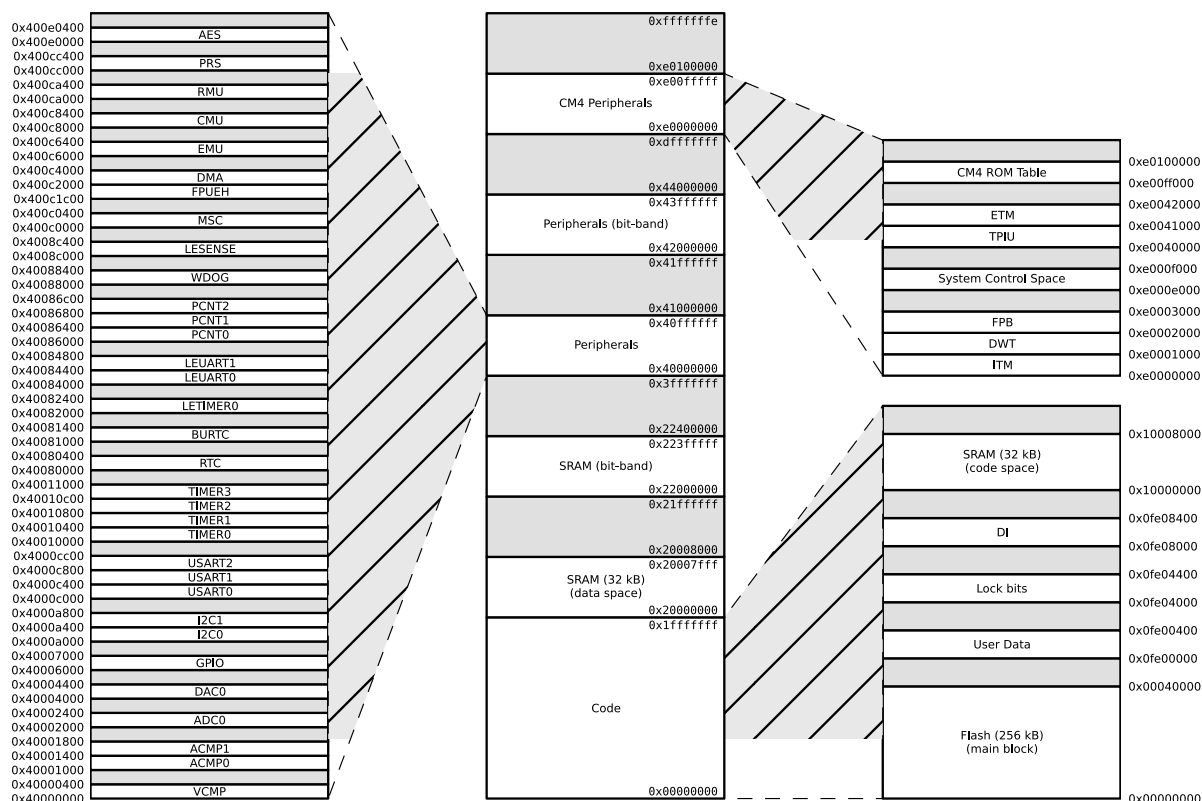 0x400e0400
AES
0x400e0000
0x400cc400
PRS
0x400cc000
0x400ca400
RMU
0x400ca000
0x400c8400
CMU
0x400c8000
0x400c6400
EMU
0x400c6000
0x400c4000
DMA
0x400c2000
FPUEH
0x400c1c00
0x400c0400
MSC
0x400c0000
0x4008c400
LESENSE
0x4008c000
0x40088400
WDOG
0x40088000
0x40086c00
PCNT2
0x40086800
PCNT1
0x40086400
PCNT0
0x40086000
0x40084800
LEUART1
0x40084400
LEUART0
0x40084000
0x40082400
LETIMER0
0x40082000
0x40081400
BURTC
0x40081000
0x40080400
RTC
0x40080000
0x40011000
TIMER3
0x40010c00
TIMER2
0x40010800
TIMER1
0x40010400
TIMER0
0x40010000
0x4000cc00
USART2
0x4000c800
USART1
0x4000c400
USART0
0x4000c000
0x4000a800
I2C1
0x4000a400
I2C0
0x4000a000
0x40007000
GPIO
0x40006000
0x40004400
DAC0
0x40004000
0x40002400
ADC0
0x40002000
0x40001800
ACMP1
0x40001400
ACMP0
0x40001000
0x40000400
VCMP
0x40000000
0xfffffffe
0xe0100000
0xe00fffff
CM4 Peripherals
0xe0000000
0xdfffffff
0x44000000
0x43ffffff
Peripherals (bit-band)
0x42000000
0x41ffffff
0x41000000
0x40ffffff
Peripherals
0x40000000
0x3fffffff
0x22400000
0x223fffff
SRAM (bit-band)
0x22000000
0x21ffffff
0x20008000
0x20007fff
SRAM (32 kB)
(data space)
0x20000000
0x1fffffff
Code
0x00000000
0xe0100000
CM4 ROM Table
0xe00ff000
0xe0042000
ETM
0xe0041000
TPIU
0xe0040000
0xe000f000
System Control Space
0xe000e000
0xe0003000
FPB
0xe0002000
DWT
0xe0001000
ITM
0xe0000000
0x10008000
SRAM (32 kB)
(code space)
0x10000000
0x0fe08400
DI
0x0fe08000
0x0fe04400
Lock bits
0x0fe04000
0x0fe00400
User Data
0x0fe00000
0x00040000
Flash (256 kB)
(main block)
0x00000000